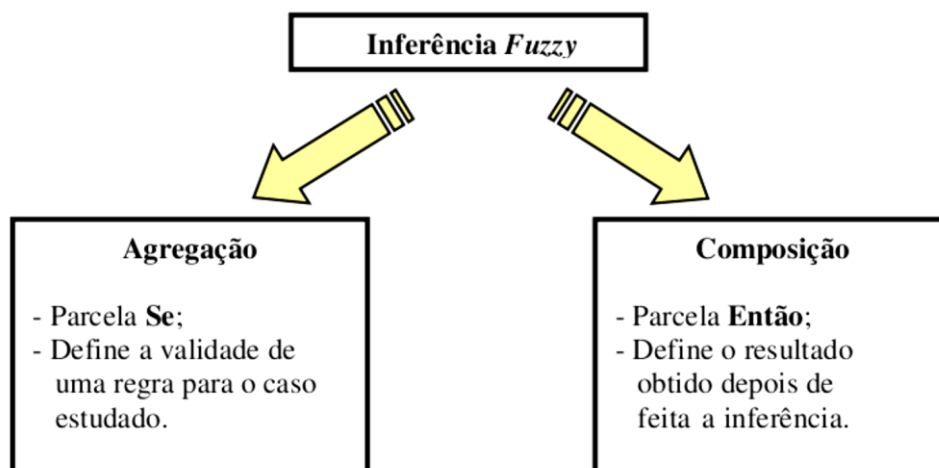 Inferência Fuzzy
Agregação
- Parcela Se;
- Define a validade de
uma regra para o caso
estudado.
Composição
- Parcela Então;
- Define o resultado
obtido depois de
feita a inferência.